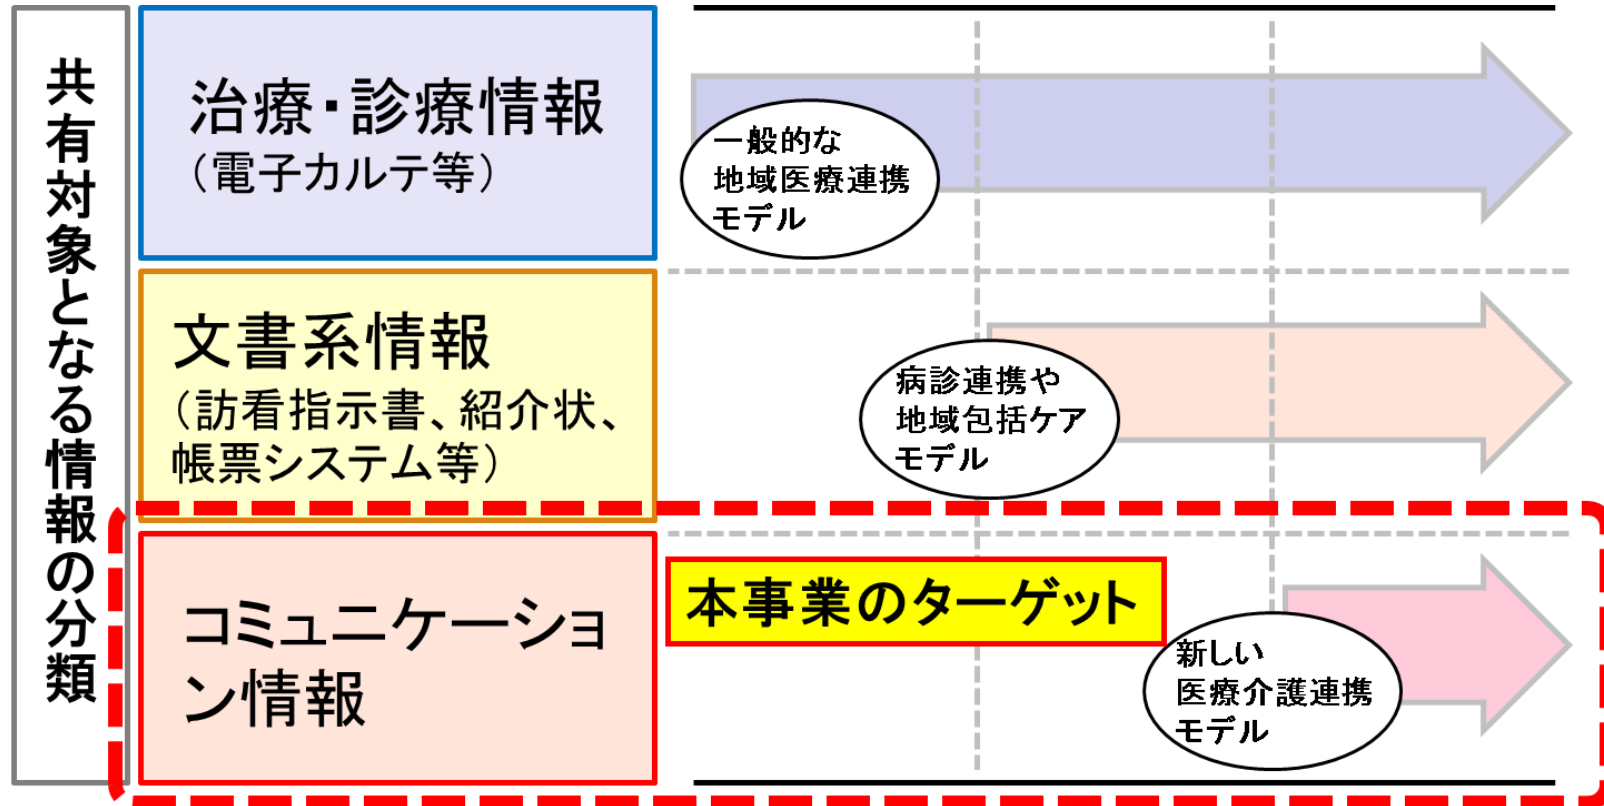 共有対象となる情報の分類
治療・診療情報
（電子カルテ等）
一般的な
地域医療連携
モデル
文書系情報
（訪看指示書、紹介状、
帳票システム等）
病診連携や
地域包括ケア
モデル
コミュニケーショ
ン情報
本事業のターゲット
新しい
医療介護連携
モデル